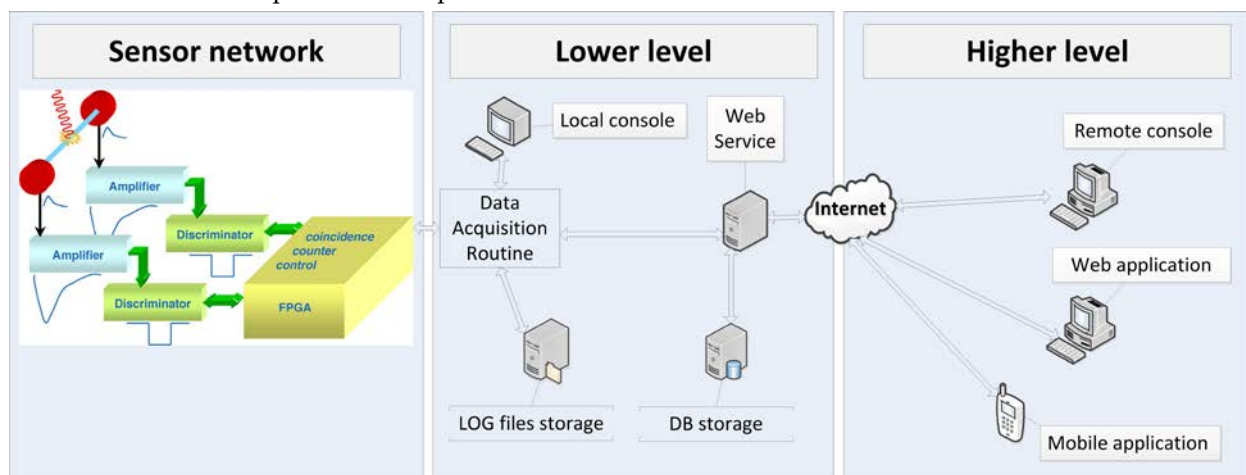 Sensor network
Amplifier
Discriminator
coincidence
counter
control
Amplifier
Discriminator
FPGA
Lower level
Local console
Web
Service
Data
Acquisition
Routine
LOG files storage
DB storage
Higher level
Internet
Remote console
Web application
Mobile application